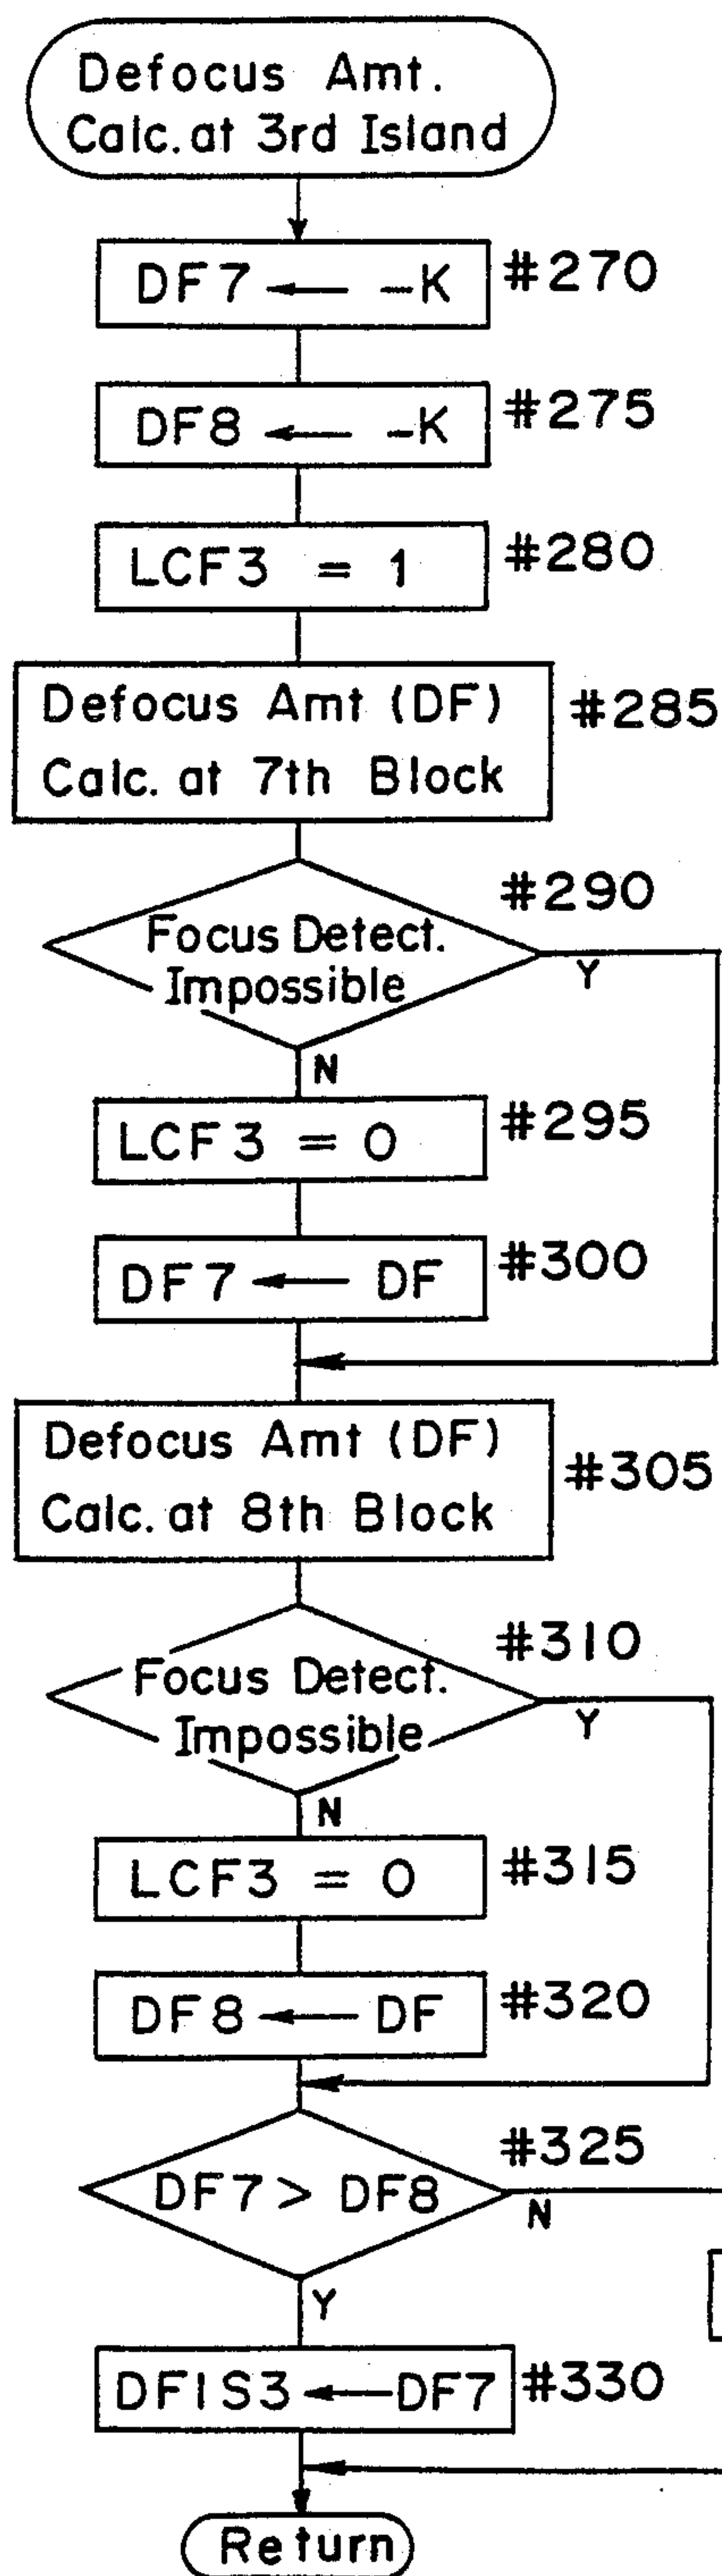 Defocus Amt.
Calc. at 3rd Island
DF7 ← -K #270
DF8 ← -K #275
LCF3 = 1 #280
Defocus Amt (DF) #285
Calc. at 7th Block
#290
Focus Detect.
Impossible
Y
N
LCF3 = 0 #295
DF7 ← DF #300
Defocus Amt (DF)
Calc. at 8th Block #305
#310
Focus Detect.
Impossible
Y
N
LCF3 = 0 #315
DF8 ← DF #320
#325
DF7 > DF8
N
Y
DFIS3 ← DF7 #330
Return